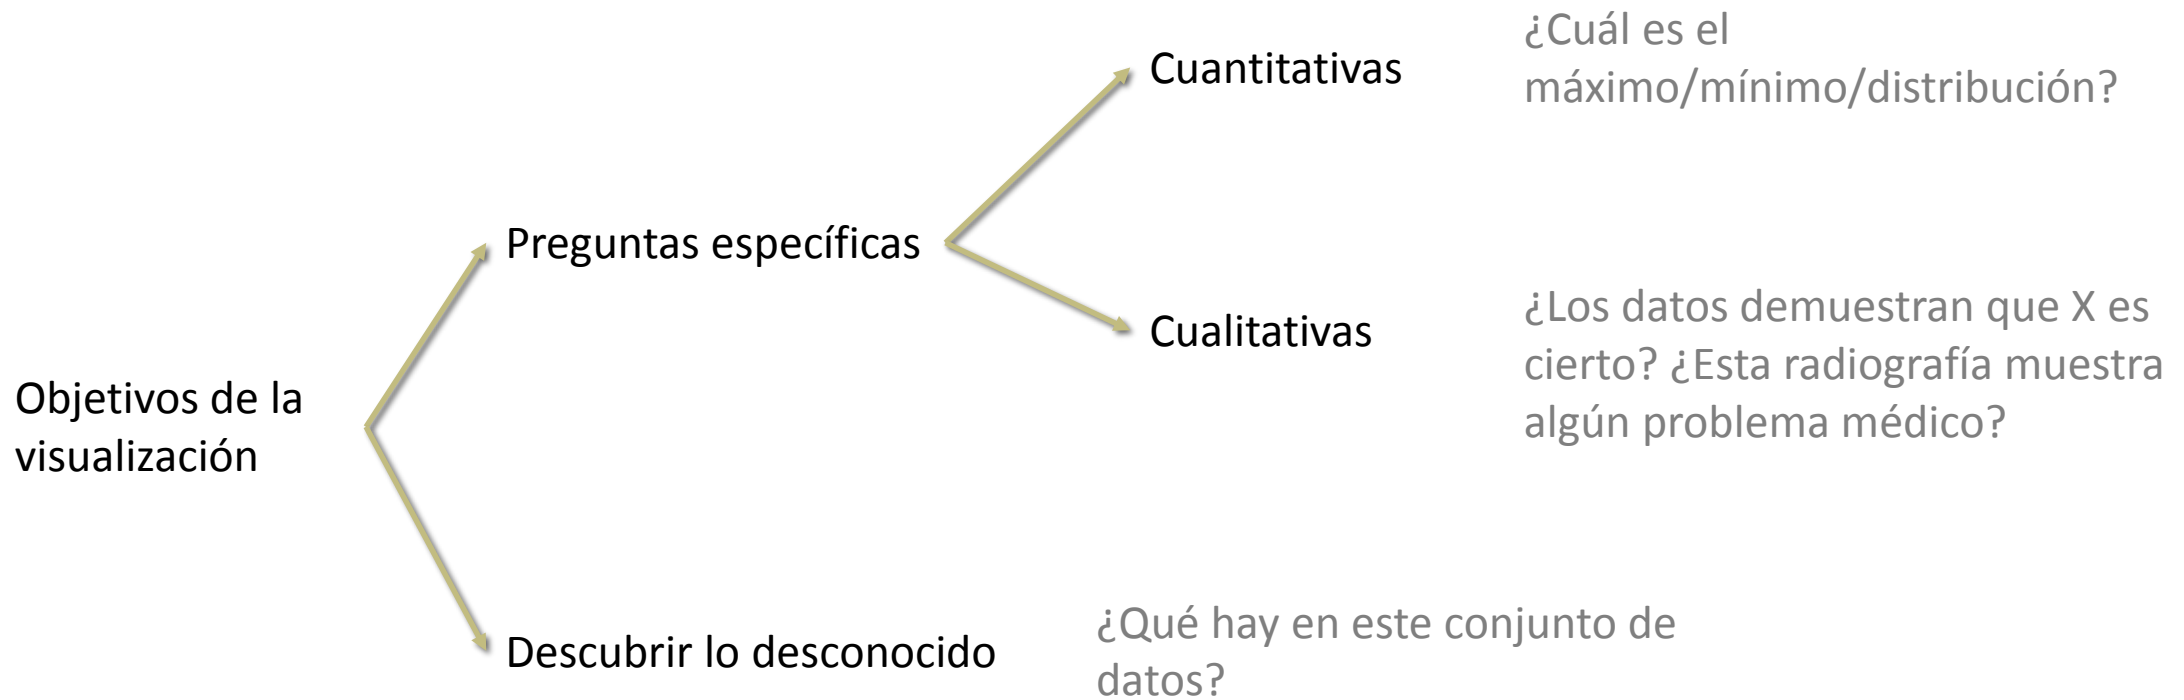 ¿Cuál es el
máximo/mínimo/distribución?
Cuantitativas
Preguntas específicas
Cualitativas
¿Los datos demuestran que X es
cierto? ¿Esta radiografía muestra
algún problema médico?
Objetivos de la
visualización
Descubrir lo desconocido
¿Qué hay en este conjunto de
datos?